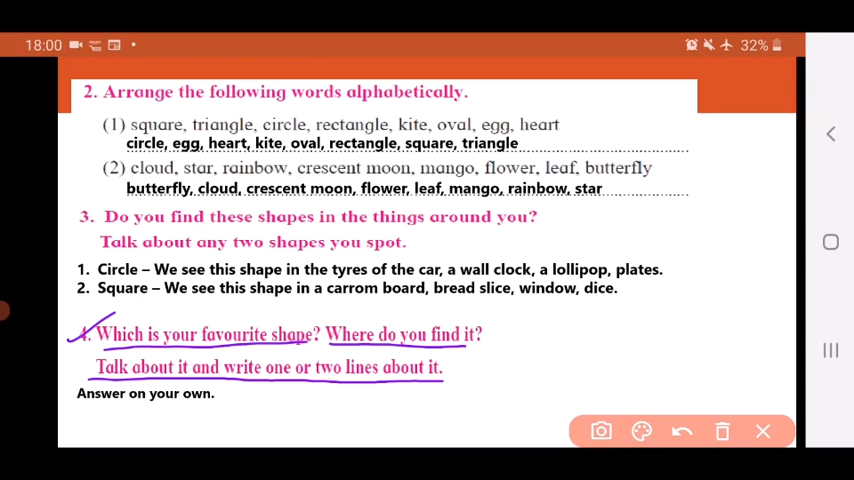 18:00
32%
2. Arrange the following words alphabetically.
(1) square, triangle, circle, rectangle, kite, oval, egg, heart
circle, egg, heart, kite, oval, rectangle, square, triangle
(2) cloud, star, rainbow, crescent moon, mango, flower, leaf, butterfly
butterfly, cloud, crescent moon, flower, leaf, mango, rainbow, star
3. Do you find these shapes in the things around you?
Talk about any two shapes you spot.
1. Circle – We see this shape in the tyres of the car, a wall clock, a lollipop, plates.
2. Square – We see this shape in a carrom board, bread slice, window, dice.
4. Which is your favourite shape? Where do you find it?
Talk about it and write one or two lines about it.
Answer on your own.